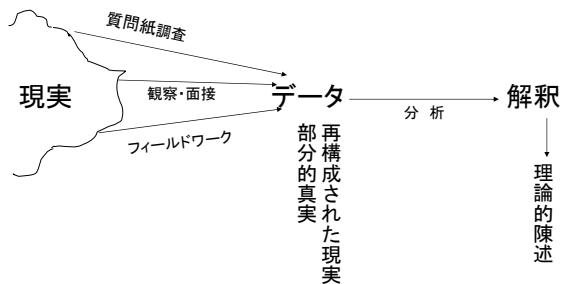 質問紙調査
現実
観察・面接
フィールドワーク
データ
分 析
解釈
再構成された現実
部分的真実
理論的陳述